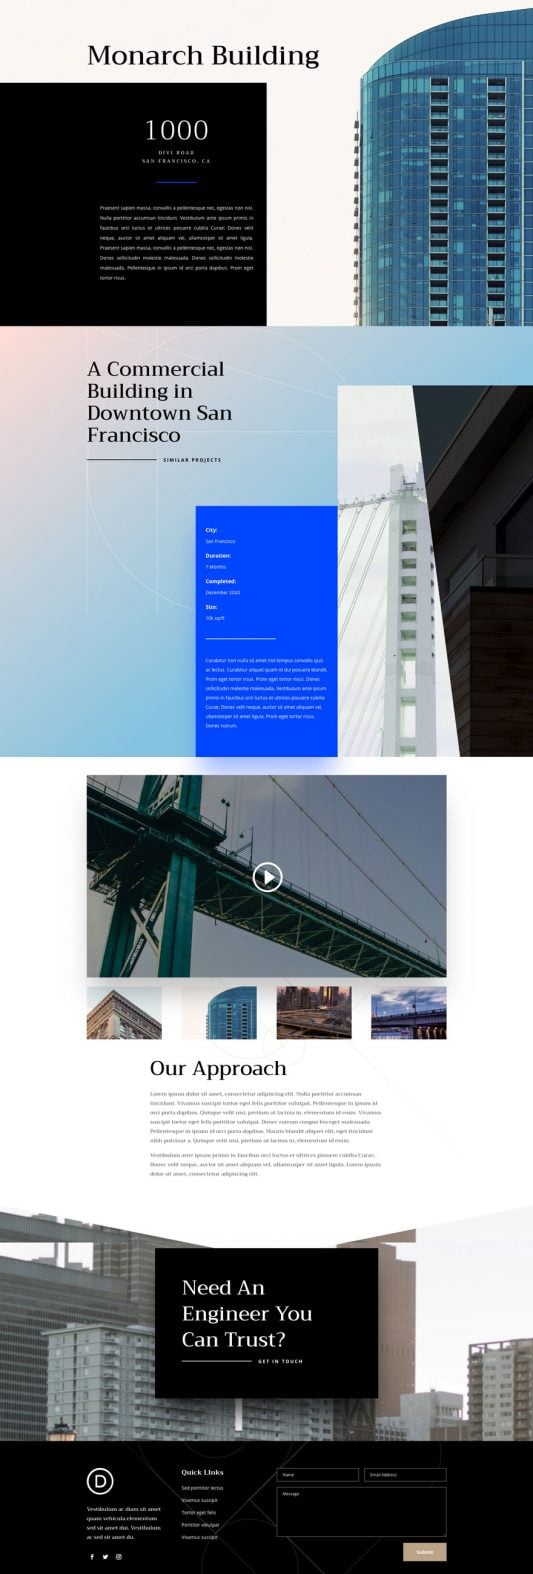 Monarch Building
1000
DIVI ROAD
SAN FRANCISCO, CA
Praesent sapien massa, convallis a pellentesque nec, egestas non nisi.
Nulla porttitor accumsan tincidunt. Vestibulum ante ipsum primis in
faucibus orci luctus et ultrices posuere cubilia Curae; Donec velit
neque, auctor sit amet aliquam vel, ullamcorper sit amet ligula.
Praesent sapien massa, convallis a pellentesque nec, egestas non nisi.
Donec sollicitudin molestie malesuada. Donec sollicitudin molestie
malesuada. Pellentesque in ipsum id orci porta dapibus. Proin eget
tortor risus.
A Commercial
Building in
Downtown San
Francisco
SIMILAR PROJECTS
City:
San Francisco
Duration:
7 Months
Completed:
December 2020
Size:
10k sq/ft
Curabitur non nulla sit amet nisl tempus convallis quis
ac lectus. Curabitur aliquet quam id dui posuere blandit.
Proin eget tortor risus. Proin eget tortor risus. Donec
sollicitudin molestie malesuada. Vestibulum ante ipsum
primis in faucibus orci luctus et ultrices posuere cubilia
Curae; Donec velit neque, auctor sit amet aliquam vel,
ullamcorper sit amet ligula. Proin eget tortor risus.
Donec rutrum.
Our Approach
Lorem ipsum dolor sit amet, consectetur adipiscing elit. Nulla porttitor accumsan
tincidunt. Vivamus suscipit tortor eget felis porttitor volutpat. Pellentesque in ipsum id
orci porta dapibus. Quisque velit nisi, pretium ut lacinia in, elementum id enim. Vivamus
suscipit tortor eget felis porttitor volutpat. Donec rutrum congue leo eget malesuada.
Pellentesque in ipsum id orci porta dapibus. Mauris blandit aliquet elit, eget tincidunt
nibh pulvinar a. Quisque velit nisi, pretium ut lacinia in, elementum id enim.
Vestibulum ante ipsum primis in faucibus orci luctus et ultrices posuere cubilia Curae;
Donec velit neque, auctor sit amet aliquam vel, ullamcorper sit amet ligula. Lorem ipsum
dolor sit amet, consectetur adipiscing elit.
Need An
Engineer You
Can Trust?
GET IN TOUCH
D
Vestibulum ac diam sit amet
quam vehicula elementum
sed sit amet dui. Vestibulum
ac sed sit amet do.
Quick Links
Sed porttitor lectus
Vivamus suscipit
Tortor eget felis
Porttitor volutpat
Vivamus suscipit
Name
Email Address
Message
Submit